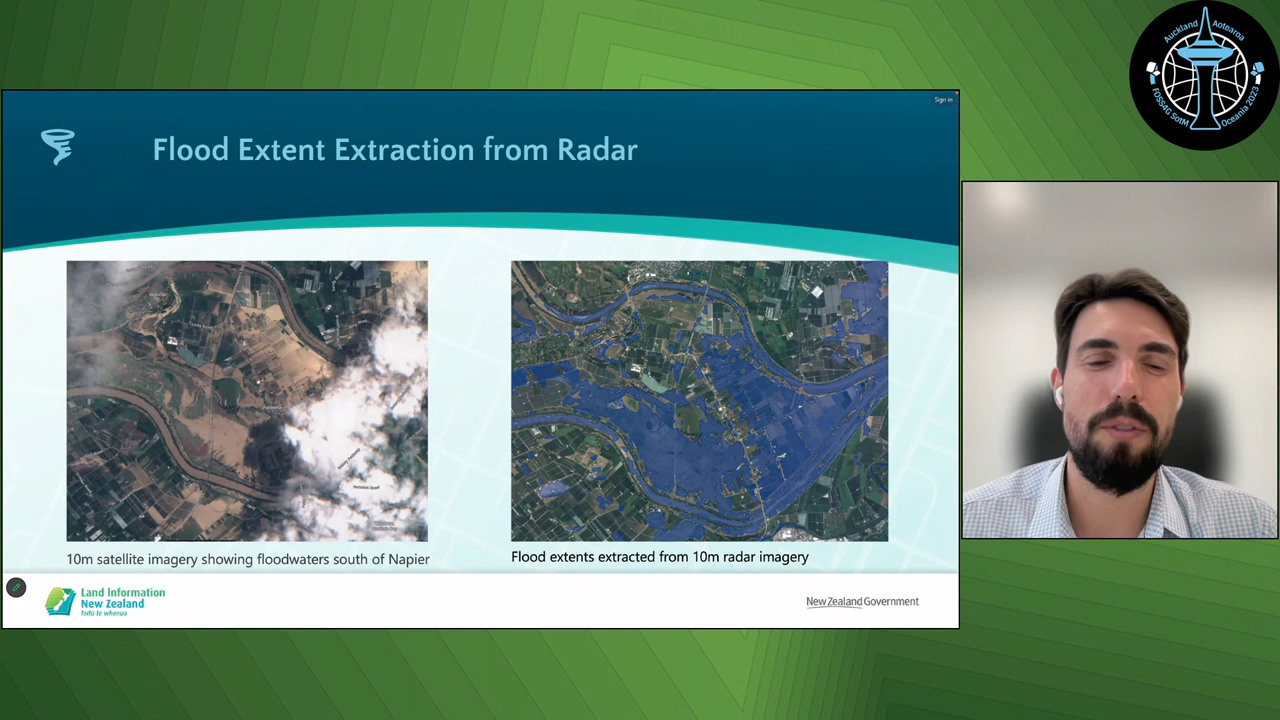 Auckland Aotearoa
FOSS4G SotM Oceania 2023
Sign in
Flood Extent Extraction from Radar
10m satellite imagery showing floodwaters south of Napier
Flood extents extracted from 10m radar imagery
Land Information
New Zealand
Toitū te whenua
New Zealand Government